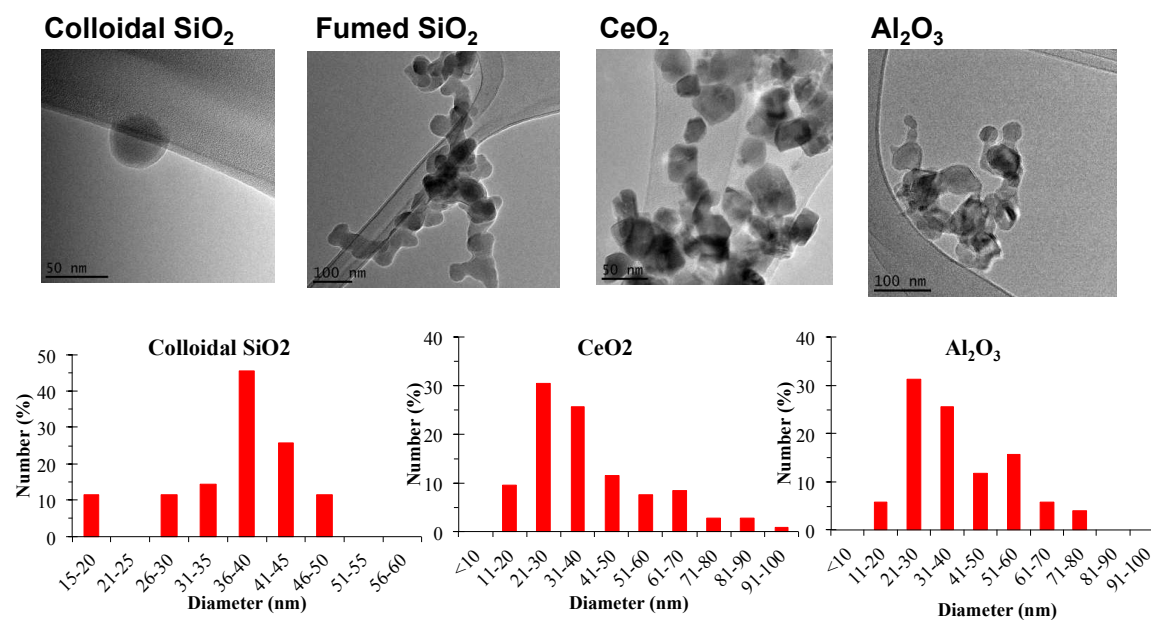 Colloidal SiO₂
Fumed SiO₂
CeO₂
Al₂O₃
50 nm
100 nm
50 nm
100 nm
Colloidal SiO2
Number (%)
50
40
30
20
10
0
15-20
21-25
26-30
31-35
36-40
41-45
46-50
51-55
56-60
Diameter (nm)
CeO2
Number (%)
40
30
20
10
0
<10
11-20
21-30
31-40
41-50
51-60
61-70
71-80
81-90
91-100
Diameter (nm)
Al₂O₃
Number (%)
40
30
20
10
0
<10
11-20
21-30
31-40
41-50
51-60
61-70
71-80
81-90
91-100
Diameter (nm)